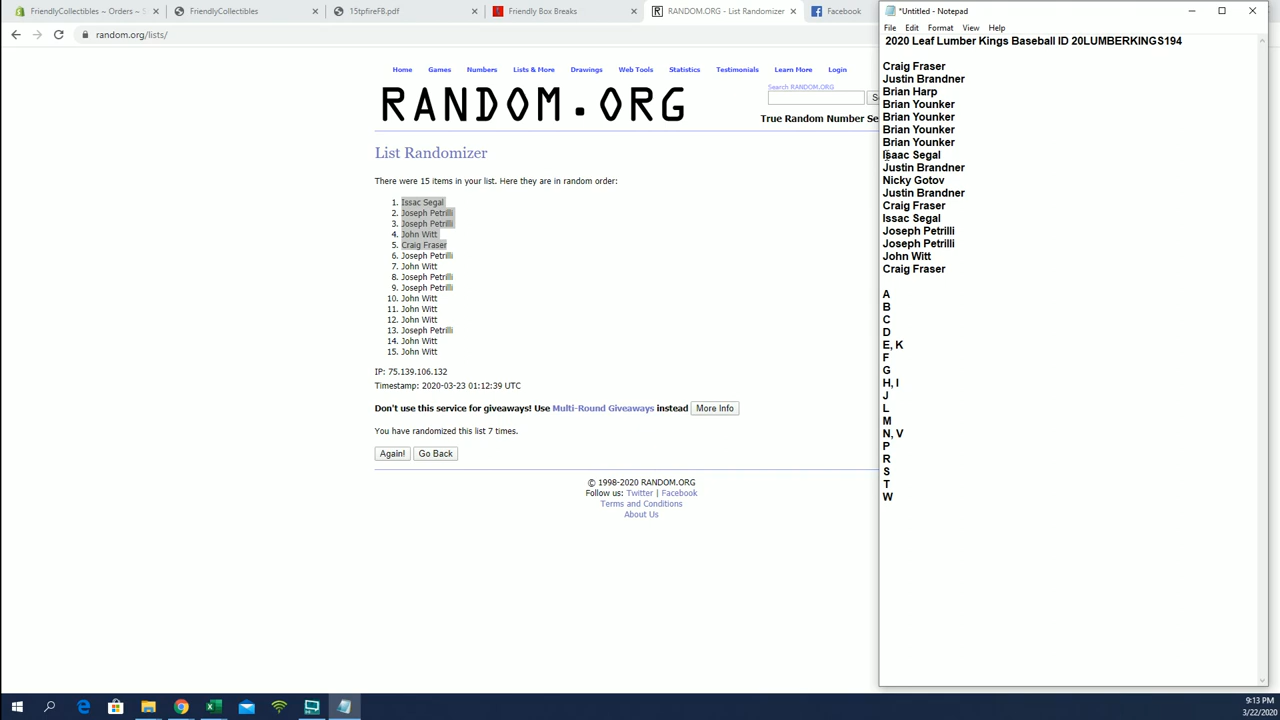 FriendlyCollectibles ~ Orders ~ S
FriendlyCollectibles
15tpfireFB.pdf
Friendly Box Breaks
RANDOM.ORG - List Randomizer
Facebook
random.org/lists/
Home
Games
Numbers
Lists & More
Drawings
Web Tools
Statistics
Testimonials
Learn More
Login
RANDOM.ORG
Search RANDOM.ORG
True Random Number Se
List Randomizer
There were 15 items in your list. Here they are in random order:
1. Issac Segal
2. Joseph Petrilli
3. Joseph Petrilli
4. John Witt
5. Craig Fraser
6. Joseph Petrilli
7. John Witt
8. Joseph Petrilli
9. Joseph Petrilli
10. John Witt
11. John Witt
12. John Witt
13. Joseph Petrilli
14. John Witt
15. John Witt
IP: 75.139.106.132
Timestamp: 2020-03-23 01:12:39 UTC
Don't use this service for giveaways! Use Multi-Round Giveaways instead
More Info
You have randomized this list 7 times.
Again!
Go Back
© 1998-2020 RANDOM.ORG
Follow us: Twitter | Facebook
Terms and Conditions
About Us
*Untitled - Notepad
File
Edit
Format
View
Help
2020 Leaf Lumber Kings Baseball ID 20LUMBERKINGS194
Craig Fraser
Justin Brandner
Brian Harp
Brian Younker
Brian Younker
Brian Younker
Brian Younker
Isaac Segal
Justin Brandner
Nicky Gotov
Justin Brandner
Craig Fraser
Issac Segal
Joseph Petrilli
Joseph Petrilli
John Witt
Craig Fraser
A
B
C
D
E, K
F
G
H, I
J
L
M
N, V
P
R
S
T
W
9:13 PM
3/22/2020